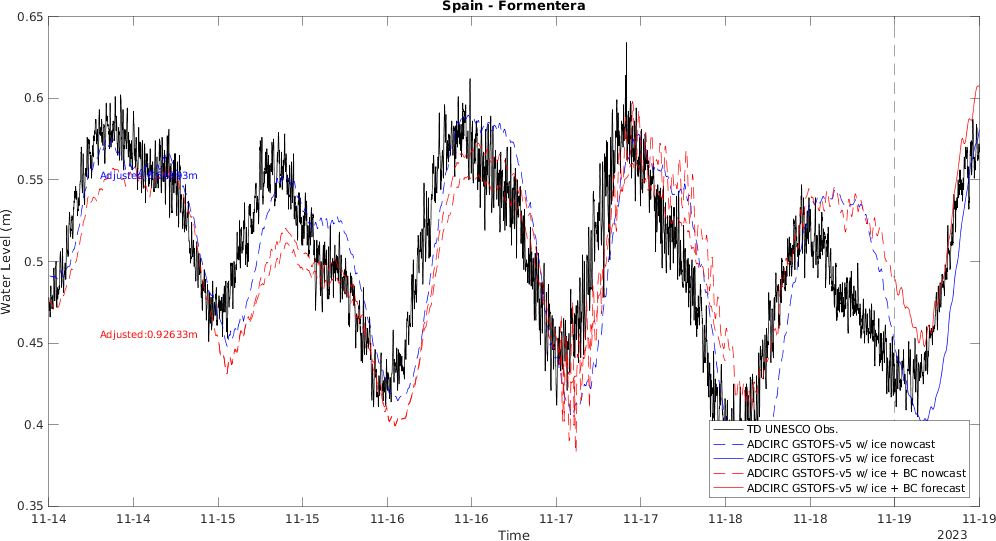 Spain - Formentera
0.65
0.6
0.55
0.5
0.45
0.4
0.35
Water Level (m)
Adjusted:0.92633m
TD UNESCO Obs.
ADCIRC GSTOFS-v5 w/ ice nowcast
ADCIRC GSTOFS-v5 w/ ice forecast
ADCIRC GSTOFS-v5 w/ ice + BC nowcast
ADCIRC GSTOFS-v5 w/ ice + BC forecast
11-14 11-14 11-15 11-15 11-16 11-16 11-17 11-17 11-18 11-18 11-19 11-19
Time
2023